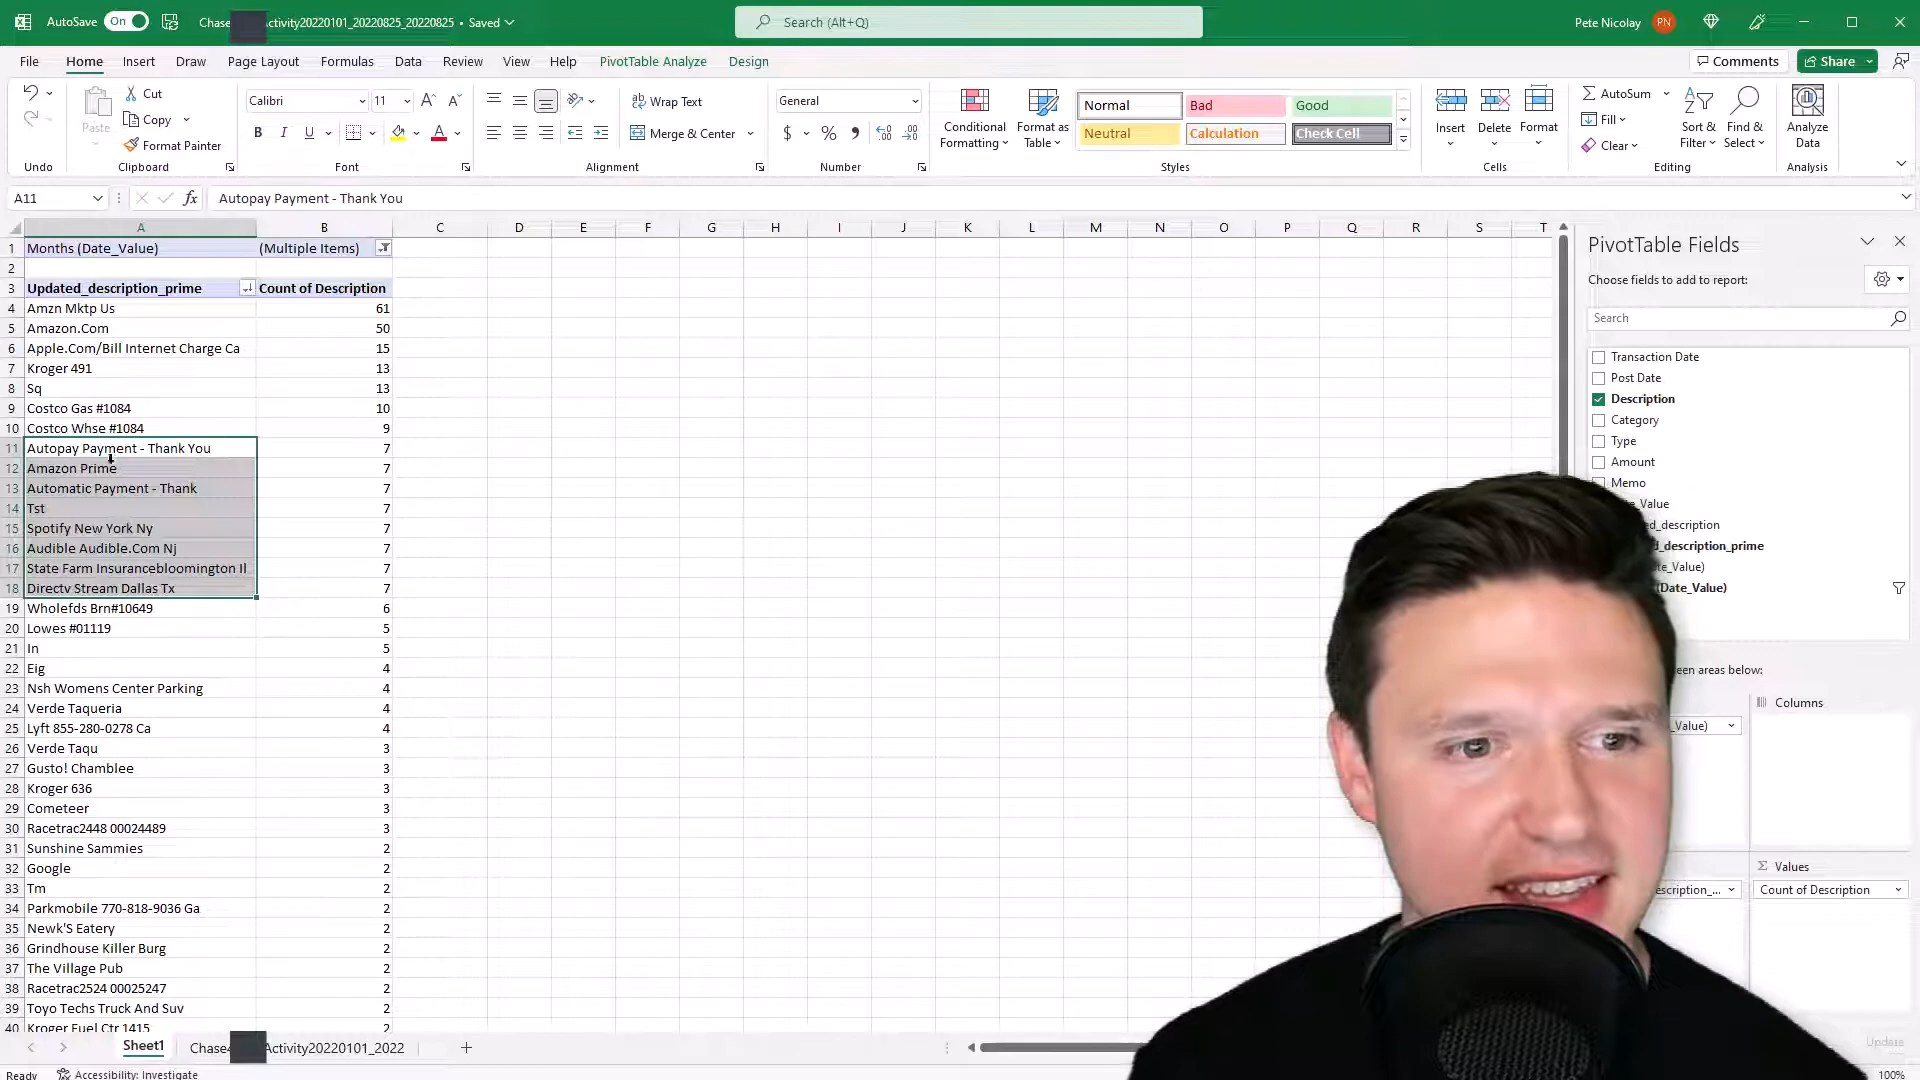 AutoSave On Chase Activity20220101_20220825_20220825 • Saved Search (Alt+Q) Pete Nicolay PN
File Home Insert Draw Page Layout Formulas Data Review View Help PivotTable Analyze Design Comments Share
Cut
Copy
Format Painter
Paste
Calibri 11
B I U A
Wrap Text
Merge & Center
General
$ % ,
Conditional Formatting
Format as Table
Normal Bad Good
Neutral Calculation Check Cell
Insert Delete Format
AutoSum
Fill
Clear
Sort & Filter
Find & Select
Analyze Data
Undo Clipboard Font Alignment Number Styles Cells Editing Analysis
A11 fx Autopay Payment - Thank You
A B C D E F G H I J K L M N O P Q R S T
1 Months (Date_Value) (Multiple Items)
2
3 Updated_description_prime Count of Description
4 Amzn Mktp Us 61
5 Amazon.Com 50
6 Apple.Com/Bill Internet Charge Ca 15
7 Kroger 491 13
8 Sq 13
9 Costco Gas #1084 10
10 Costco Whse #1084 9
11 Autopay Payment - Thank You 7
12 Amazon Prime 7
13 Automatic Payment - Thank 7
14 Tst 7
15 Spotify New York Ny 7
16 Audible Audible.Com Nj 7
17 State Farm Insurancebloomington Il 7
18 Directv Stream Dallas Tx 7
19 Wholefds Brn#10649 6
20 Lowes #01119 5
21 In 5
22 Eig 4
23 Nsh Womens Center Parking 4
24 Verde Taqueria 4
25 Lyft 855-280-0278 Ca 4
26 Verde Taqu 3
27 Gusto! Chamblee 3
28 Kroger 636 3
29 Cometeer 3
30 Racetrac2448 00024489 3
31 Sunshine Sammies 2
32 Google 2
33 Tm 2
34 Parkmobile 770-818-9036 Ga 2
35 Newk'S Eatery 2
36 Grindhouse Killer Burg 2
37 The Village Pub 2
38 Racetrac2524 00025247 2
39 Toyo Techs Truck And Suv 2
40 Kroger Fuel Ctr 1415 2
PivotTable Fields
Choose fields to add to report:
Search
Transaction Date
Post Date
Description
Category
Type
Amount
Memo
e_Value
ed_description
d_description_prime
te_Value)
(Date_Value)
een areas below:
Columns
_Value)
Σ Values
escription_... Count of Description
Update
Sheet1 Chase Activity20220101_2022
Ready Accessibility: Investigate 100%